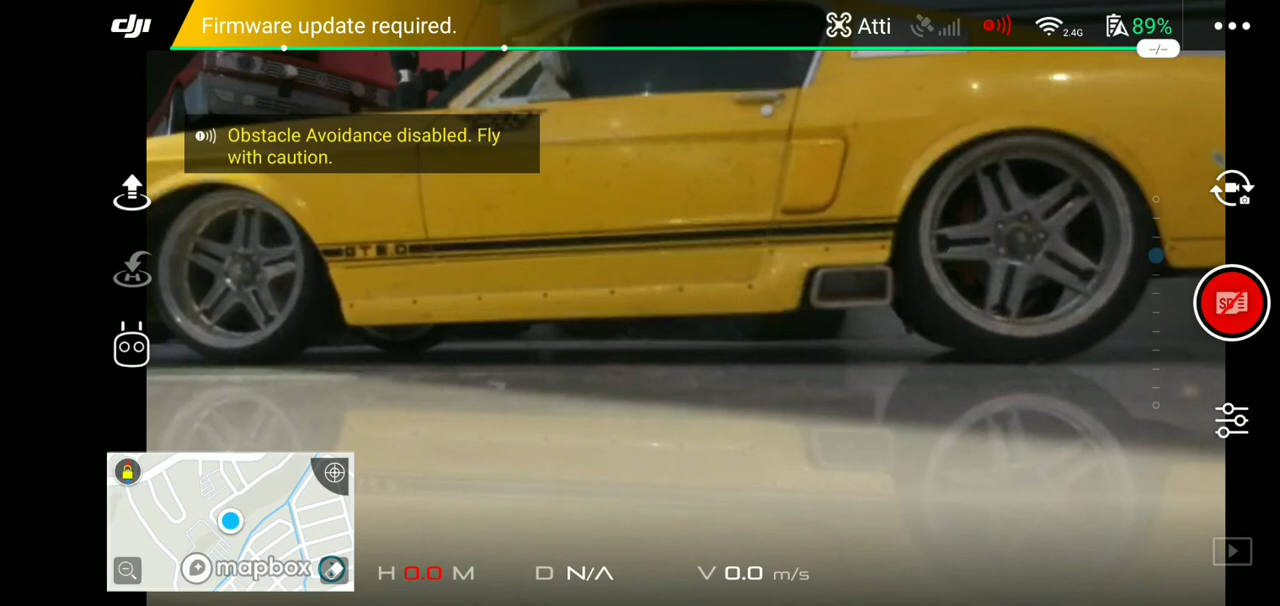 dji
Firmware update required.
Atti
2.4G
89%
--/--
Obstacle Avoidance disabled. Fly
with caution.
SD
H
mapbox
H 0.0 M
D N/A
V 0.0 m/s